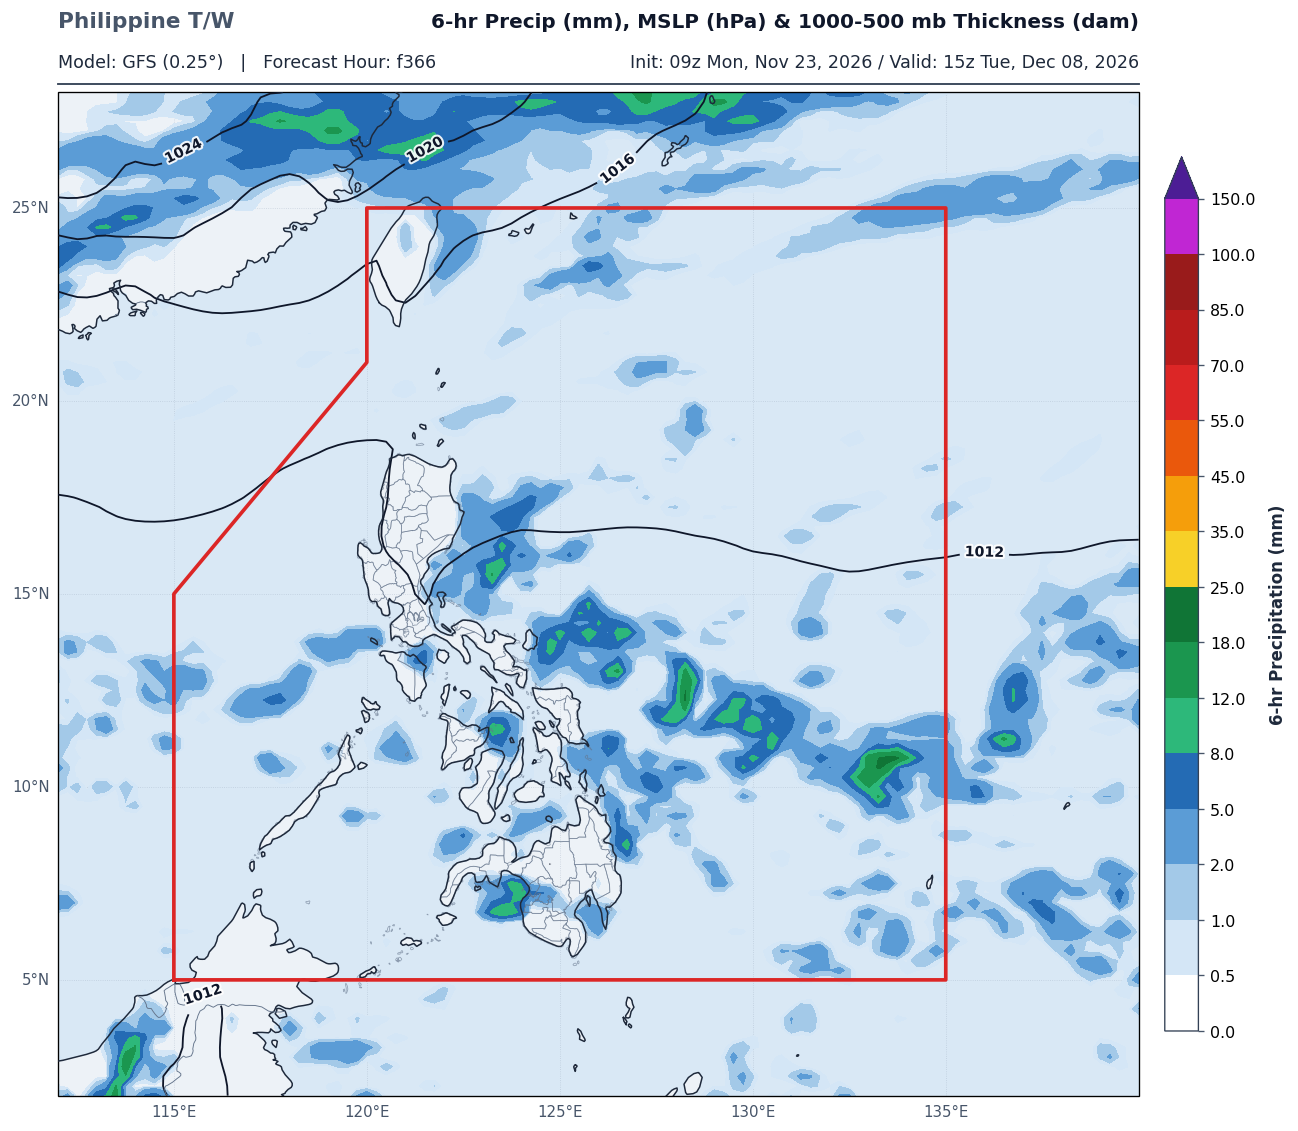 Philippine T/W
6-hr Precip (mm), MSLP (hPa) & 1000-500 mb Thickness (dam)
Model: GFS (0.25°) | Forecast Hour: f366
Init: 09z Mon, Nov 23, 2026 / Valid: 15z Tue, Dec 08, 2026
1024
1020
1016
1012
1012
25°N
20°N
15°N
10°N
5°N
115°E
120°E
125°E
130°E
135°E
150.0
100.0
85.0
70.0
55.0
45.0
35.0
25.0
18.0
12.0
8.0
5.0
2.0
1.0
0.5
0.0
6-hr Precipitation (mm)